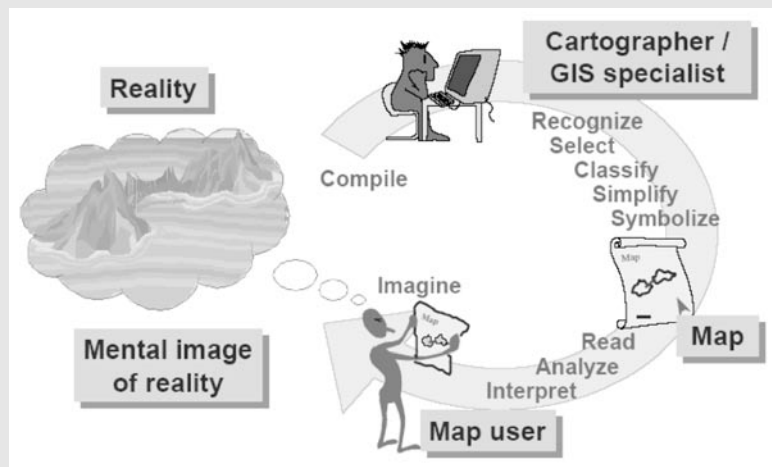 Reality
Cartographer /
GIS specialist
Compile
Recognize
Select
Classify
Simplify
Symbolize
Map
Map
Read
Analyze
Interpret
Map user
Imagine
Map
Mental image
of reality